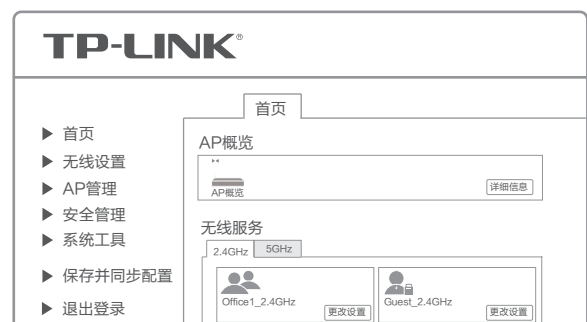 TP-LINK®
首页
首页
无线设置
AP管理
安全管理
系统工具
保存并同步配置
退出登录
AP概览
AP概览
详细信息
无线服务
2.4GHz 5GHz
Office1_2.4GHz
更改设置
Guest_2.4GHz
更改设置